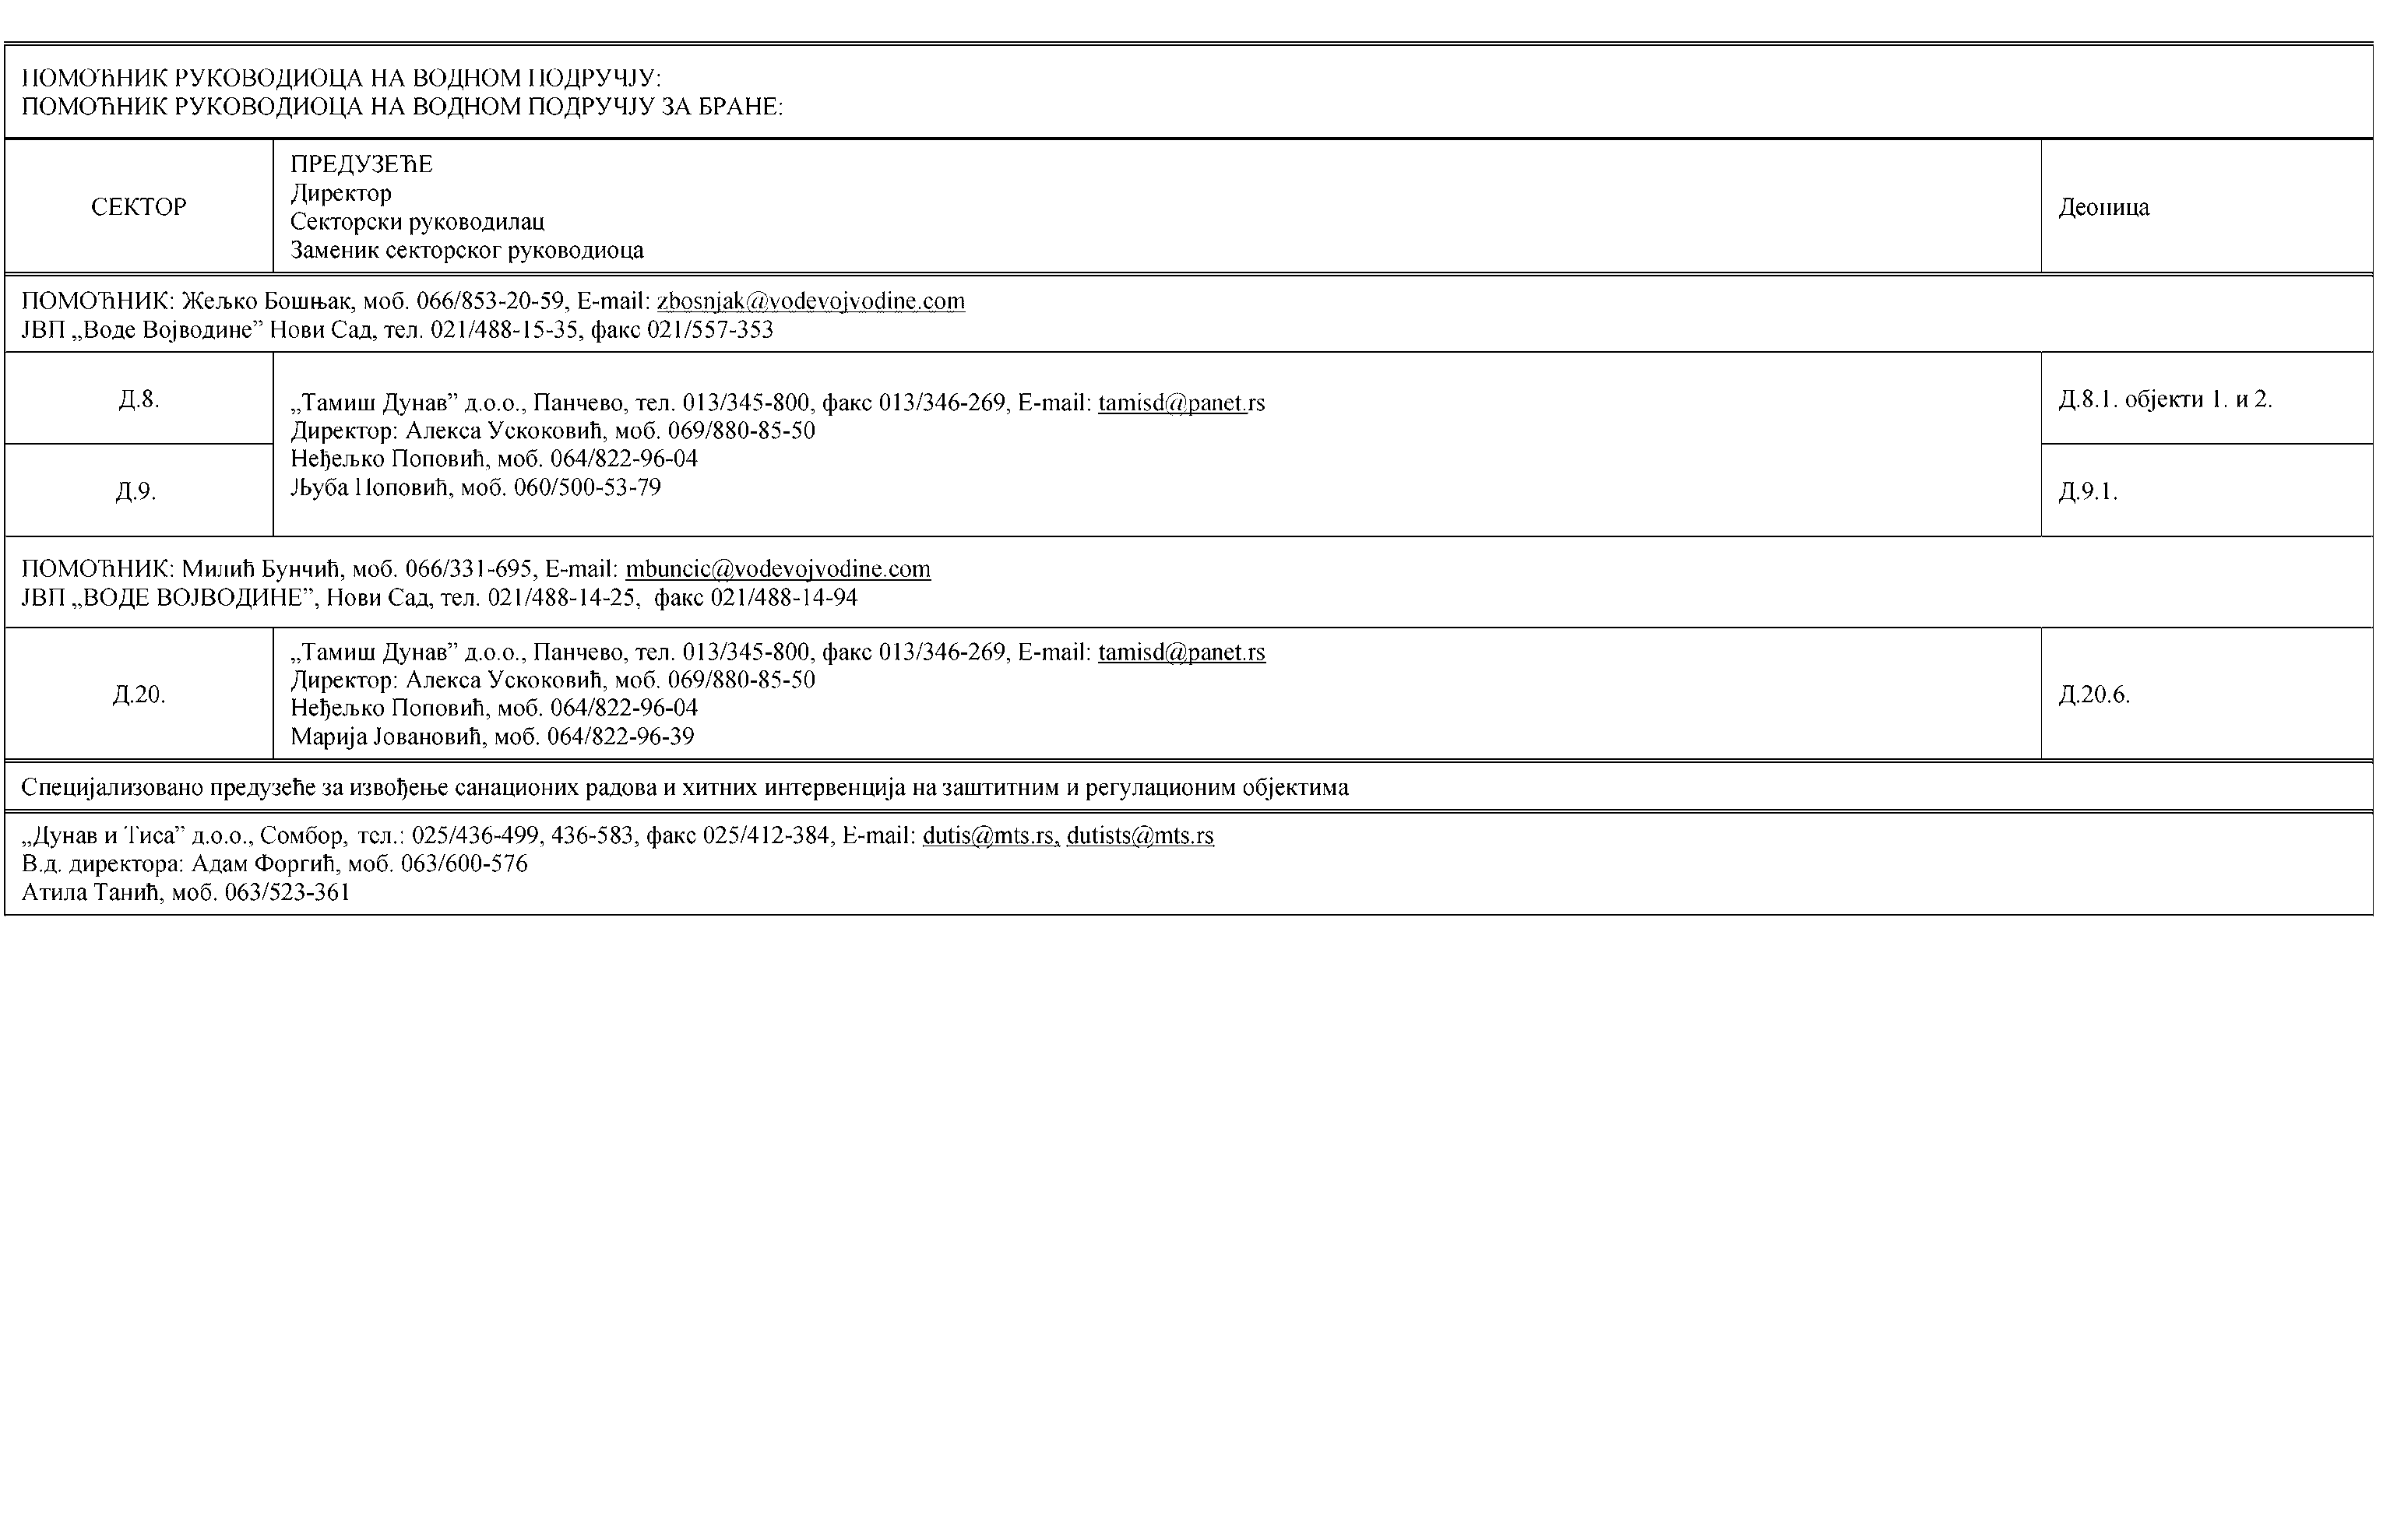 ПОМОЋНИК РУКОВОДИОЦА НА ВОДНОМ ПОДРУЧЈУ:
ПОМОЋНИК РУКОВОДИОЦА НА ВОДНОМ ПОДРУЧЈУ ЗА БРАНЕ:
СЕКТОР
ПРЕДУЗЕЋЕ
Директор
Секторски руководилац
Заменик секторског руководиоца
Деоница
ПОМОЋНИК: Жељко Бошњак, моб. 066/853-20-59, E-mail: zbosnjak@vodevojvodine.com
ЈВП „Воде Војводине” Нови Сад, тел. 021/488-15-35, факс 021/557-353
Д.8.
„Тамиш Дунав” д.о.о., Панчево, тел. 013/345-800, факс 013/346-269, E-mail: tamisd@panet.rs
Директор: Алекса Ускоковић, моб. 069/880-85-50
Неђељко Поповић, моб. 064/822-96-04
Љуба Поповић, моб. 060/500-53-79
Д.8.1. објекти 1. и 2.
Д.9.
Д.9.1.
ПОМОЋНИК: Милић Бунчић, моб. 066/331-695, E-mail: mbuncic@vodevojvodine.com
ЈВП „ВОДЕ ВОЈВОДИНЕ”, Нови Сад, тел. 021/488-14-25, факс 021/488-14-94
Д.20.
„Тамиш Дунав” д.о.о., Панчево, тел. 013/345-800, факс 013/346-269, E-mail: tamisd@panet.rs
Директор: Алекса Ускоковић, моб. 069/880-85-50
Неђељко Поповић, моб. 064/822-96-04
Марија Јовановић, моб. 064/822-96-39
Д.20.6.
Специјализовано предузеће за извођење санационих радова и хитних интервенција на заштитним и регулационим објектима
„Дунав и Тиса” д.о.о., Сомбор, тел.: 025/436-499, 436-583, факс 025/412-384, E-mail: dutis@mts.rs, dutists@mts.rs
В.д. директора: Адам Форгић, моб. 063/600-576
Атила Танић, моб. 063/523-361